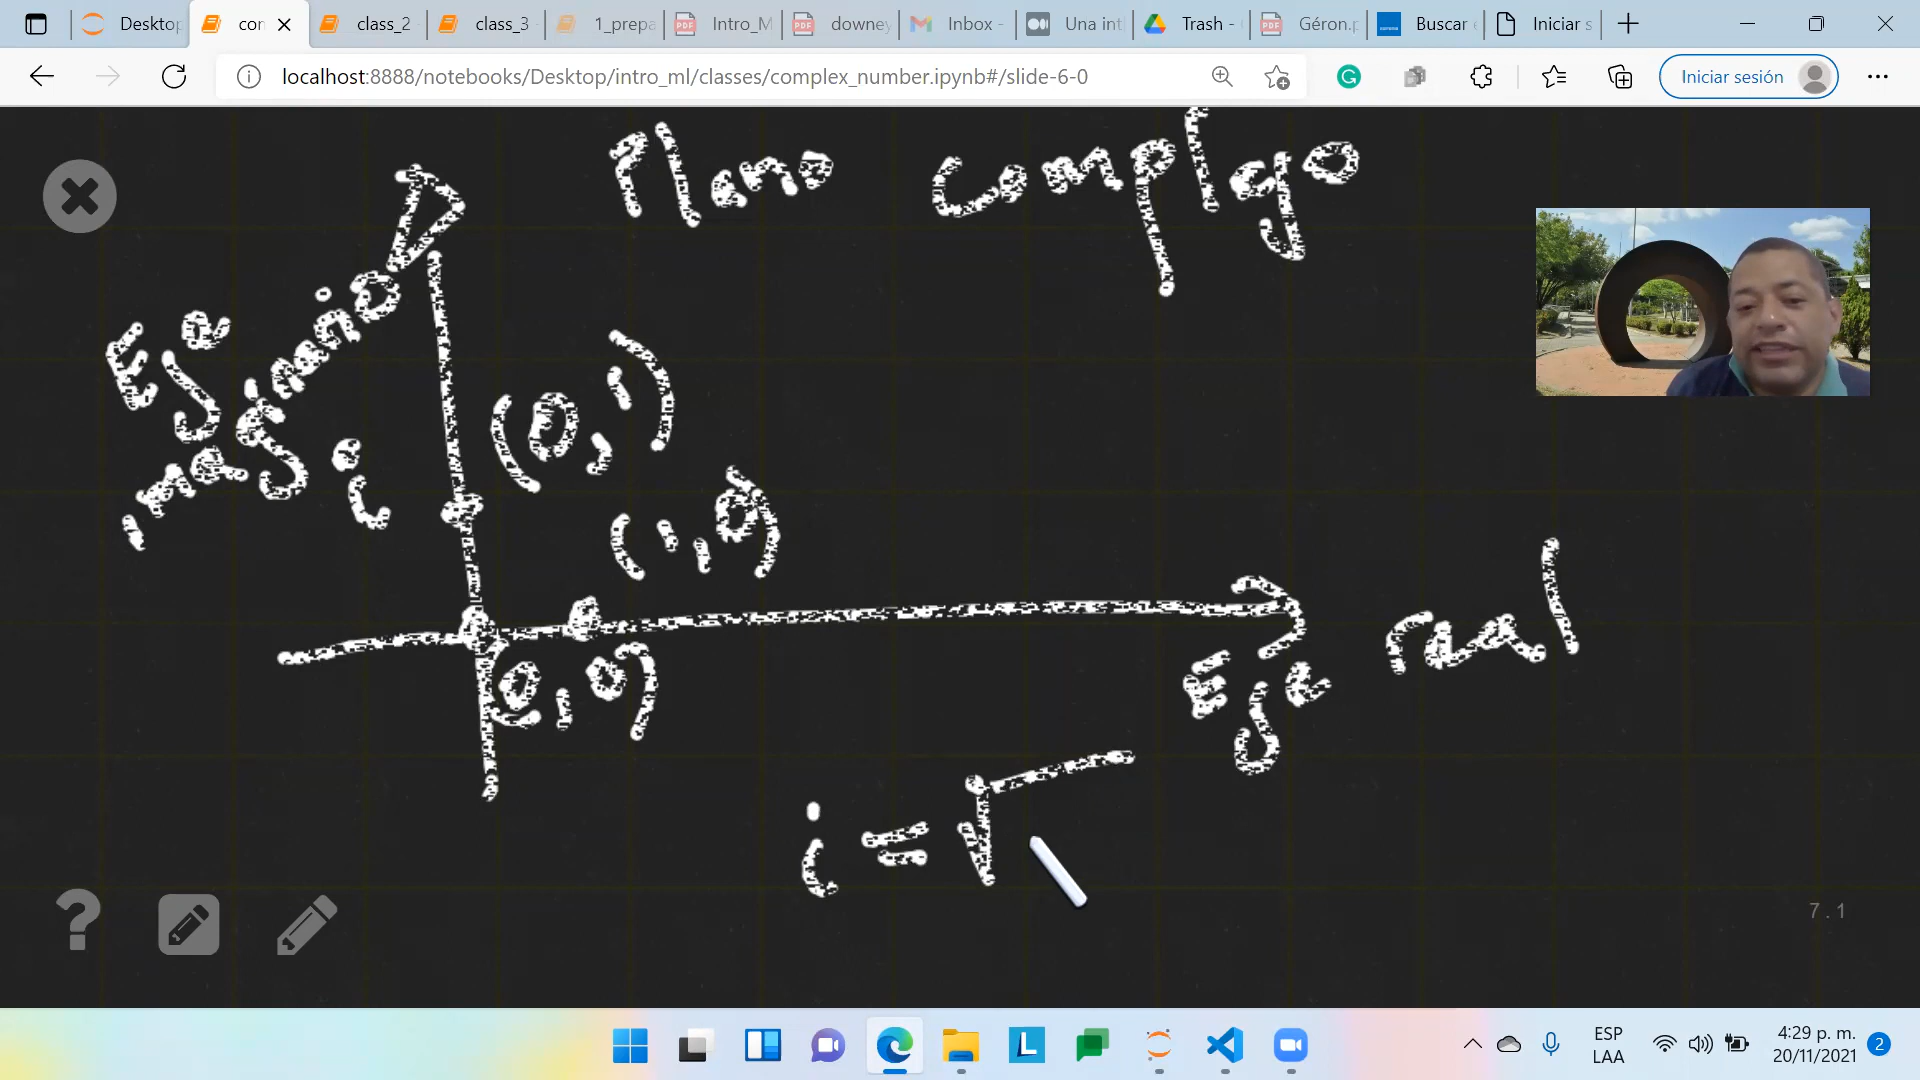 Desktop
con
class_2
class_3
1_prepa
Intro_M
downey
Inbox -
Una int
Trash -
Géron.p
Buscar
Iniciar s
localhost:8888/notebooks/Desktop/intro_ml/classes/complex_number.ipynb#/slide-6-0
Iniciar sesión
Plano complejo
Eje
imaginario
i
(0,1)
(1,0)
(0,0)
Eje real
i = √
7.1
ESP
LAA
4:29 p. m.
20/11/2021
2